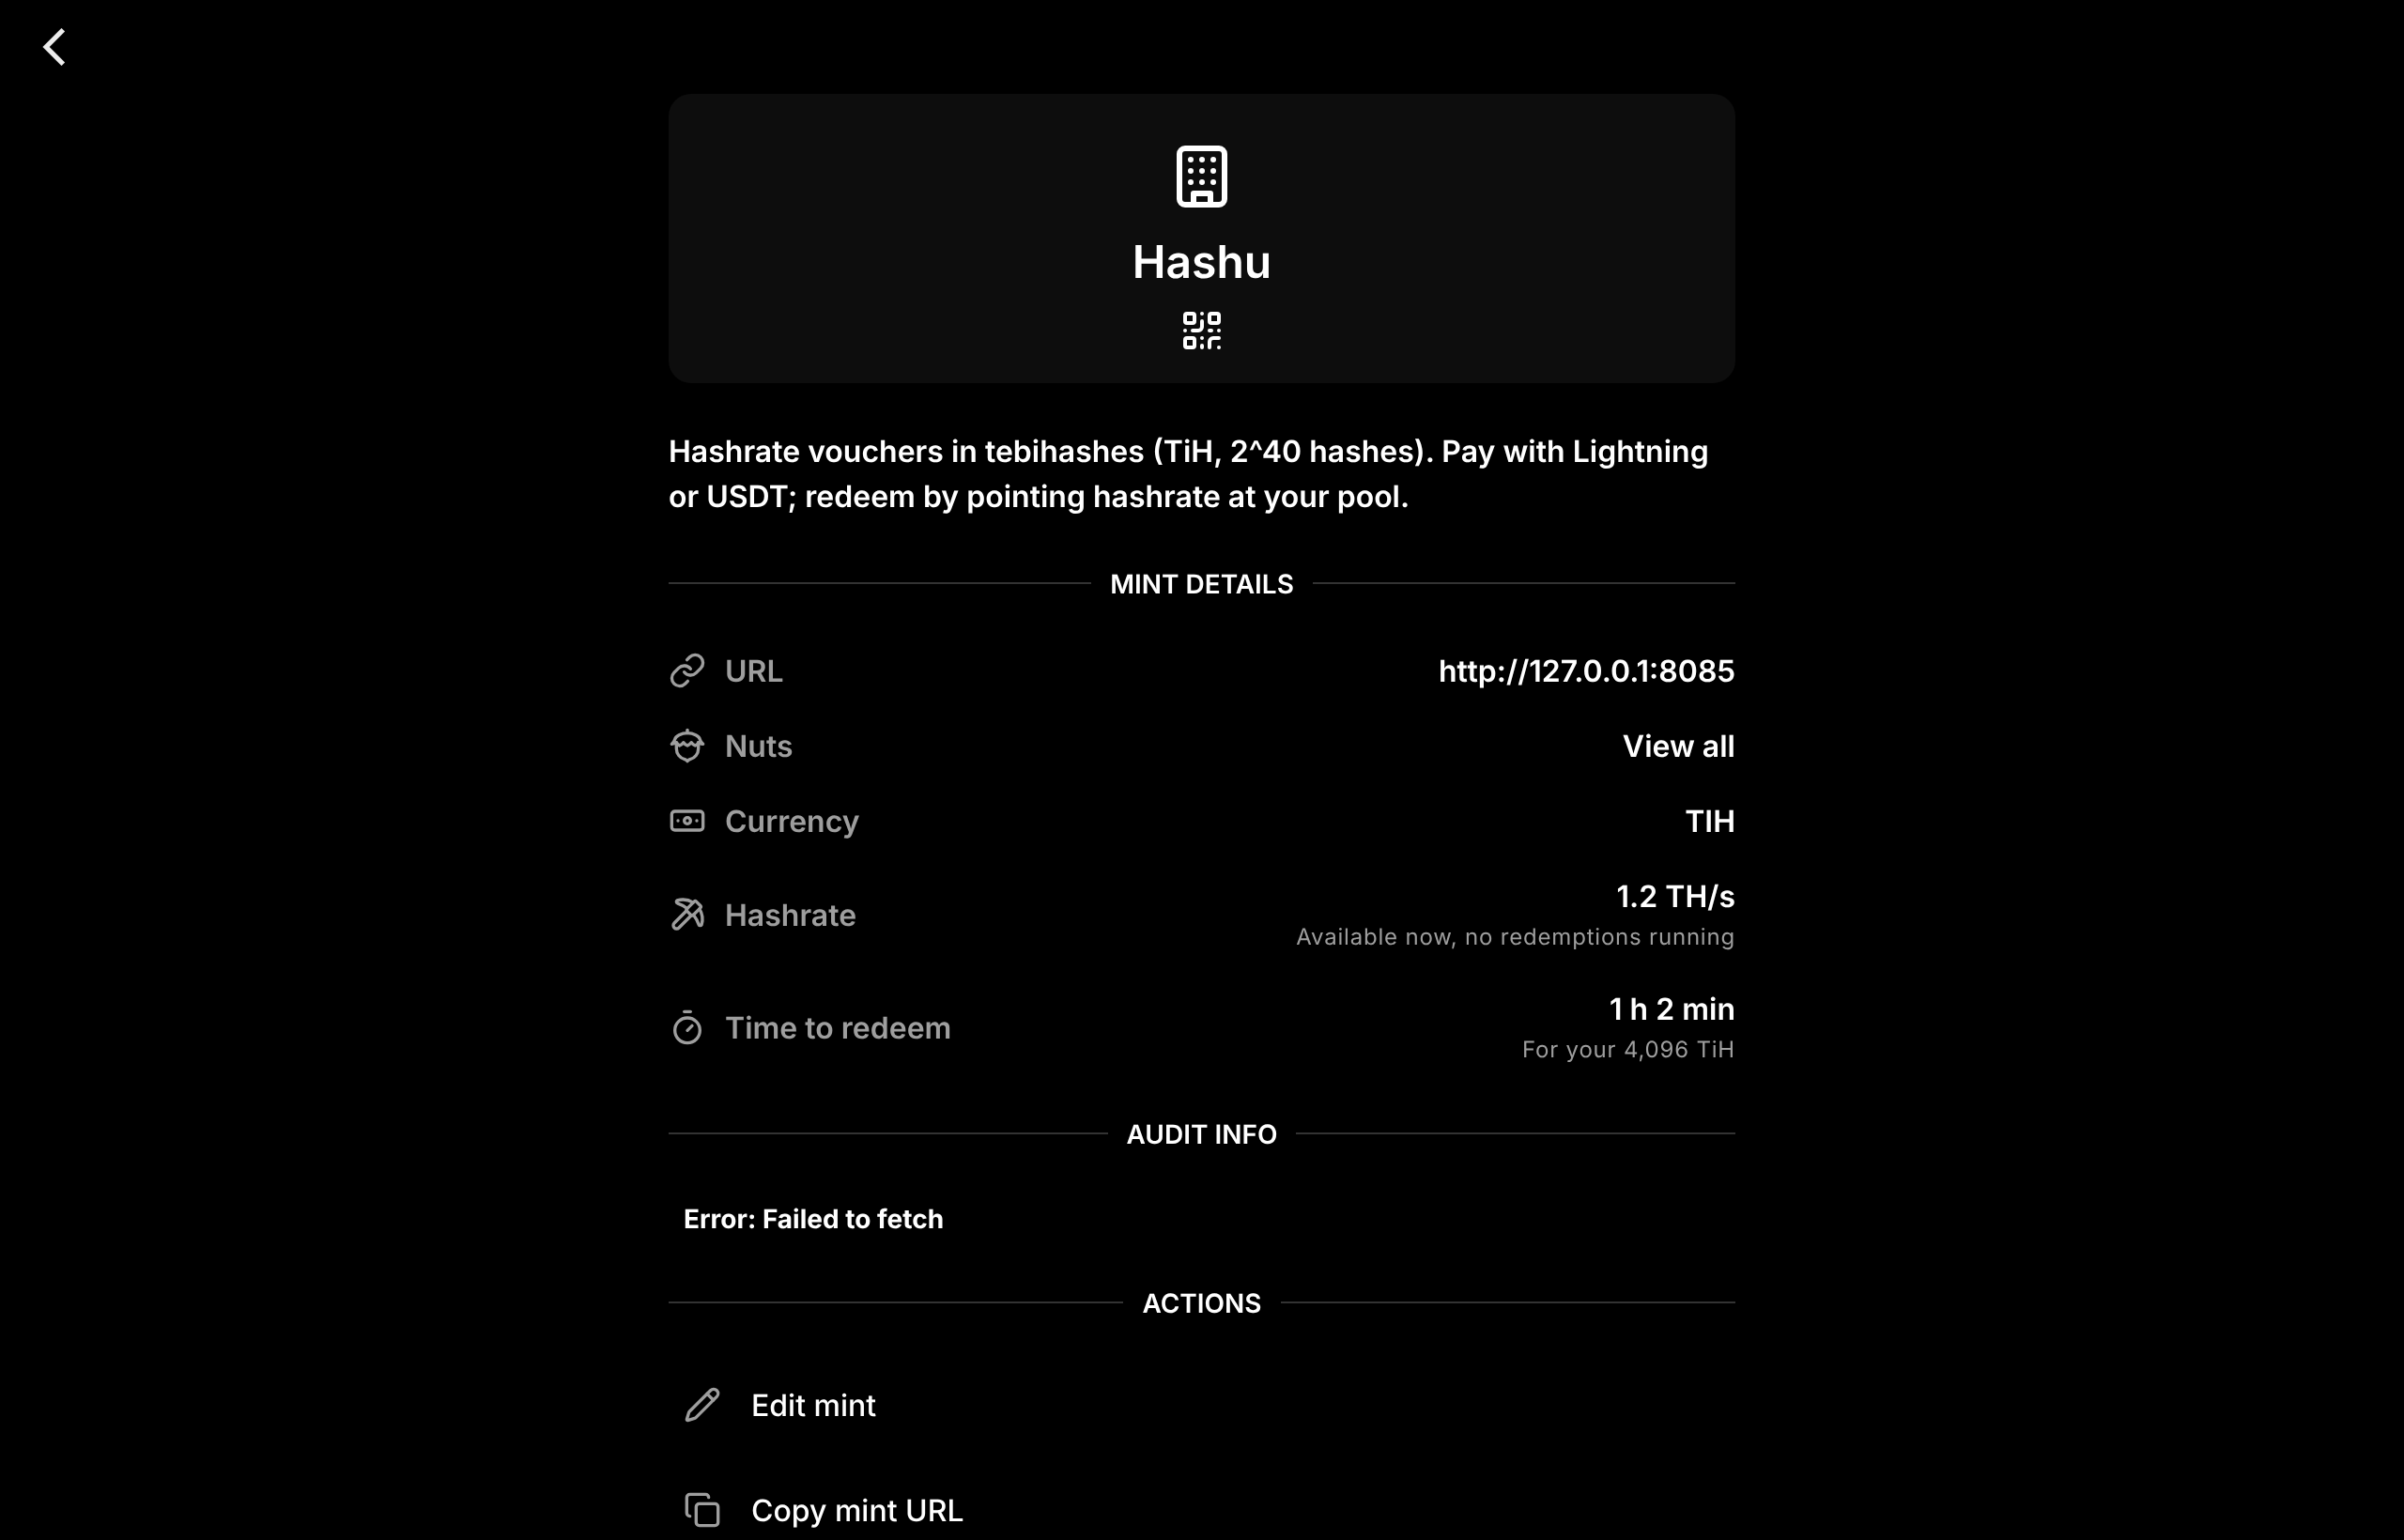 Hashu
Hashrate vouchers in tebihashes (TiH, 2^40 hashes). Pay with Lightning
or USDT; redeem by pointing hashrate at your pool.
MINT DETAILS
URL http://127.0.0.1:8085
Nuts View all
Currency TIH
Hashrate 1.2 TH/s
Available now, no redemptions running
Time to redeem 1 h 2 min
For your 4,096 TiH
AUDIT INFO
Error: Failed to fetch
ACTIONS
Edit mint
Copy mint URL